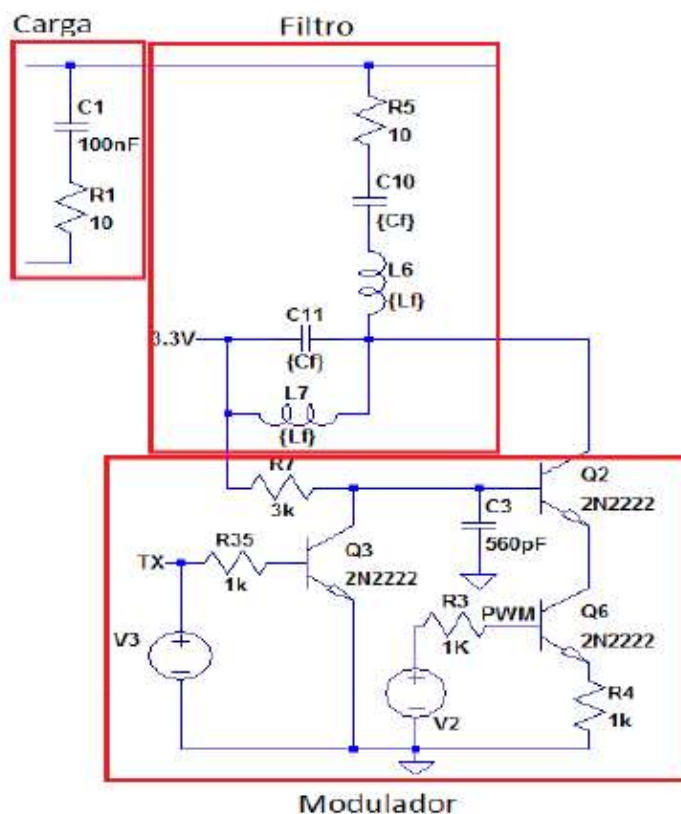 Carga
Filtro
C1
100nF
R1
10
R5
10
C10
{Cf}
L6
{Lf}
C11
{Cf}
3.3V
L7
{Lf}
R7
3k
Q2
2N2222
C3
560pF
Q3
2N2222
TX
R35
1k
V3
R3
1K
PWM
Q6
2N2222
V2
R4
1k
Modulador